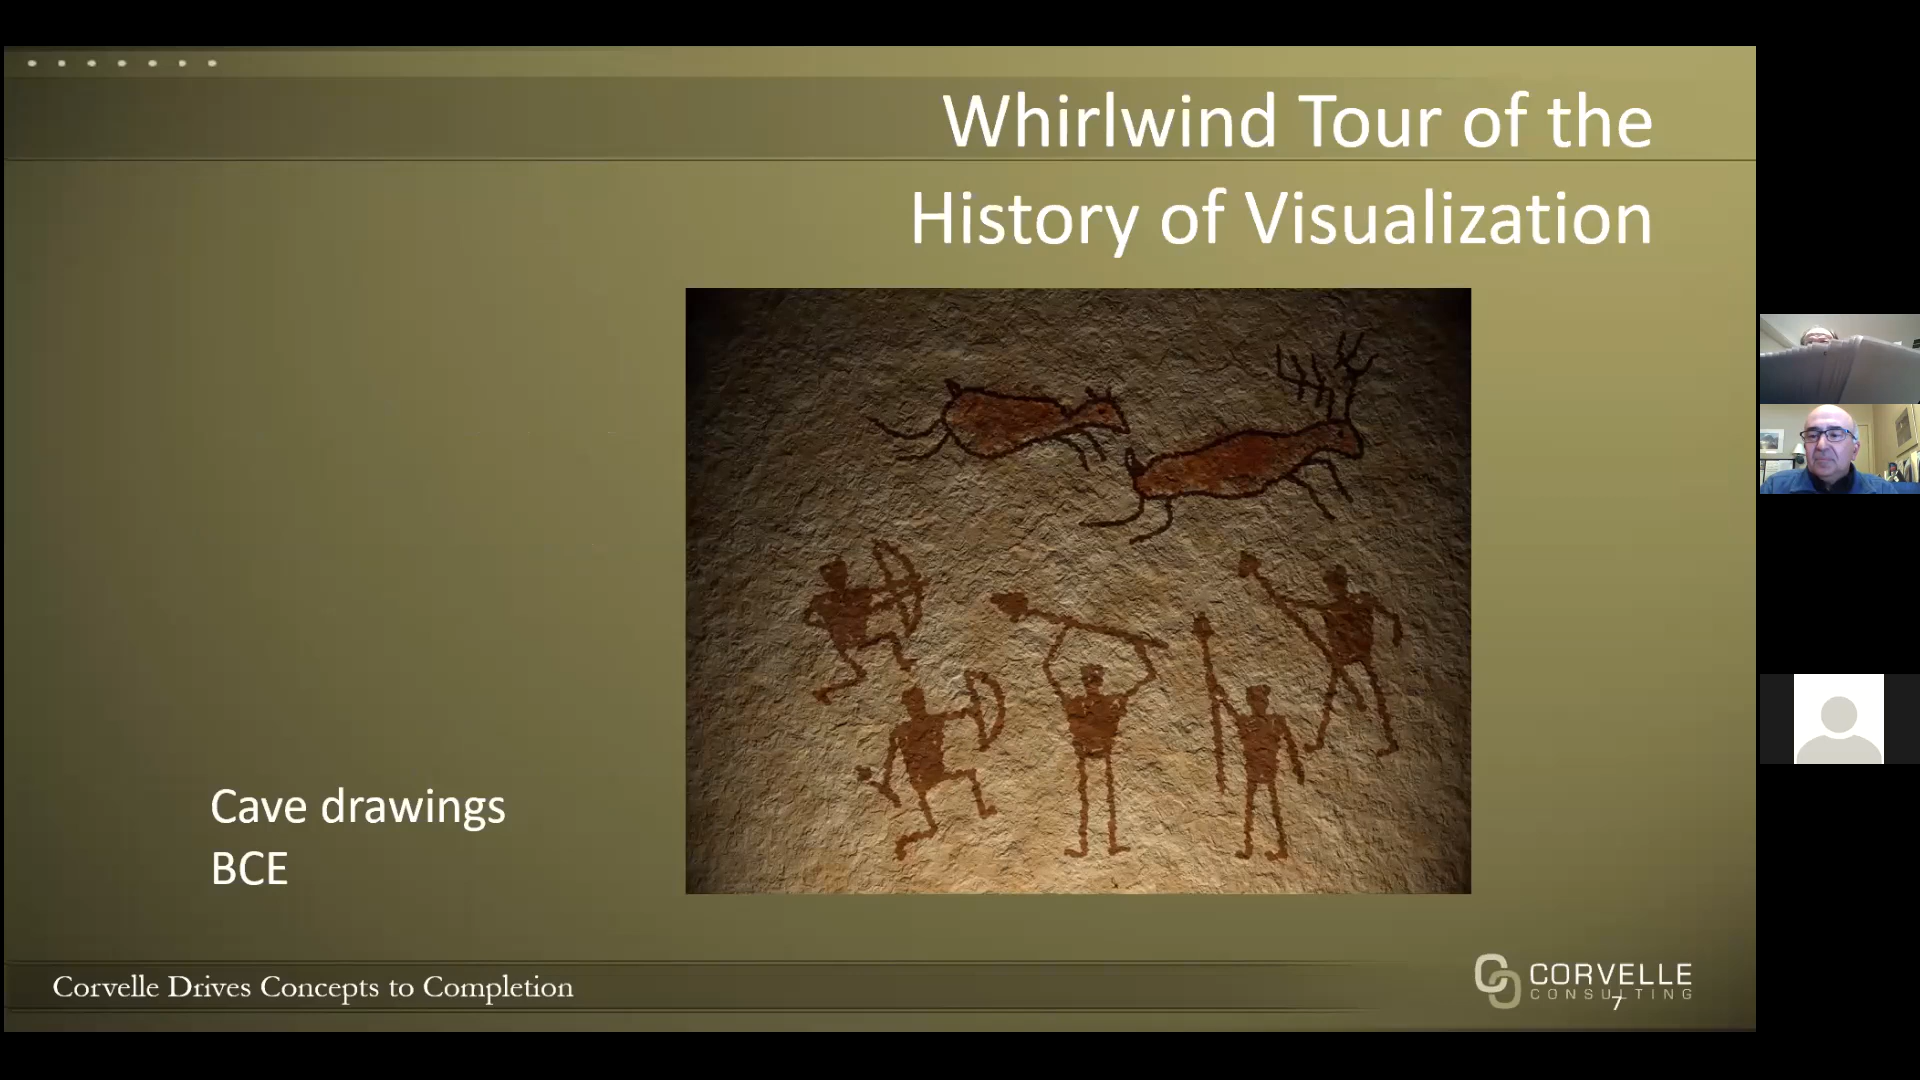 Whirlwind Tour of the
History of Visualization
Cave drawings
BCE
Corvelle Drives Concepts to Completion
CORVELLE
CONSULTING
7